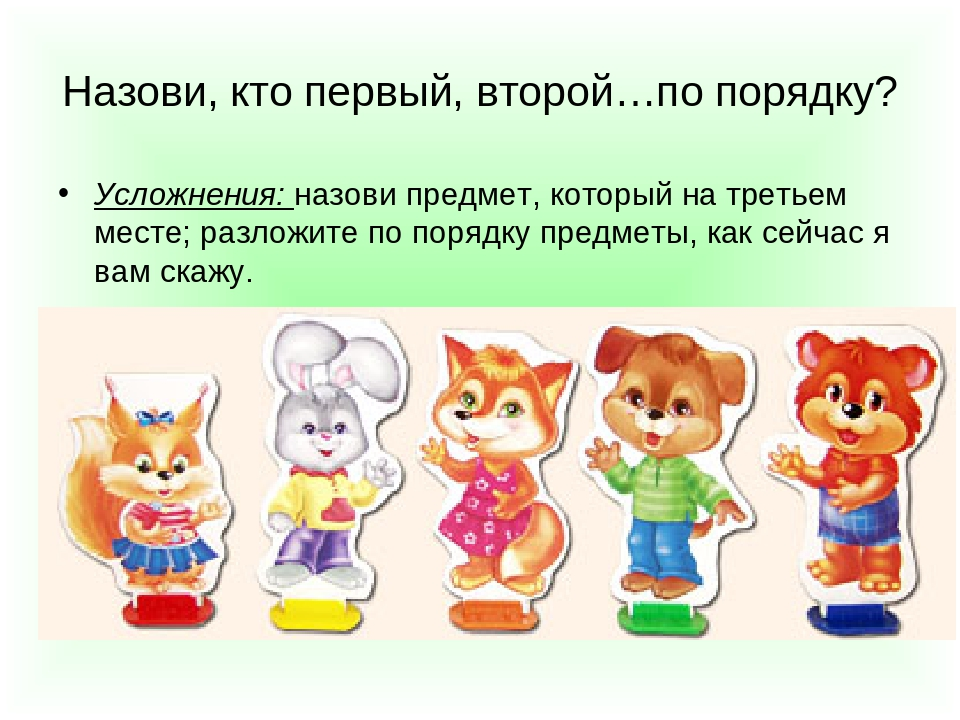 Назови, кто первый, второй…по порядку?
• Усложнения: назови предмет, который на третьем
месте; разложите по порядку предметы, как сейчас я
вам скажу.